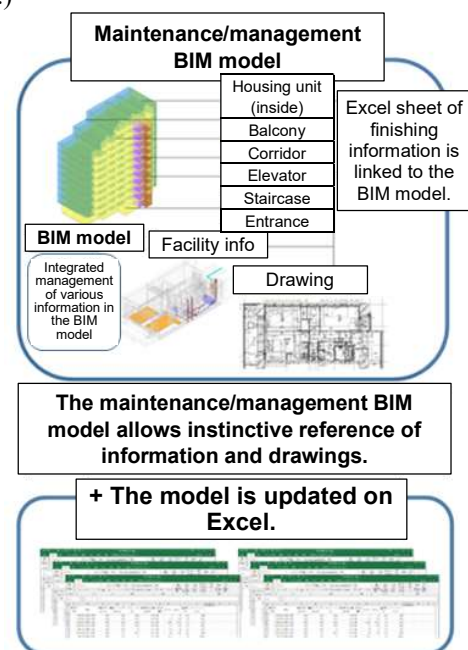 Maintenance/management
BIM model
Housing unit
(inside)
Balcony
Corridor
Elevator
Staircase
Entrance
Excel sheet of
finishing
information is
linked to the
BIM model.
BIM model
Facility info
Integrated
management
of various
information in
the BIM
model
Drawing
The maintenance/management BIM
model allows instinctive reference of
information and drawings.
+ The model is updated on
Excel.